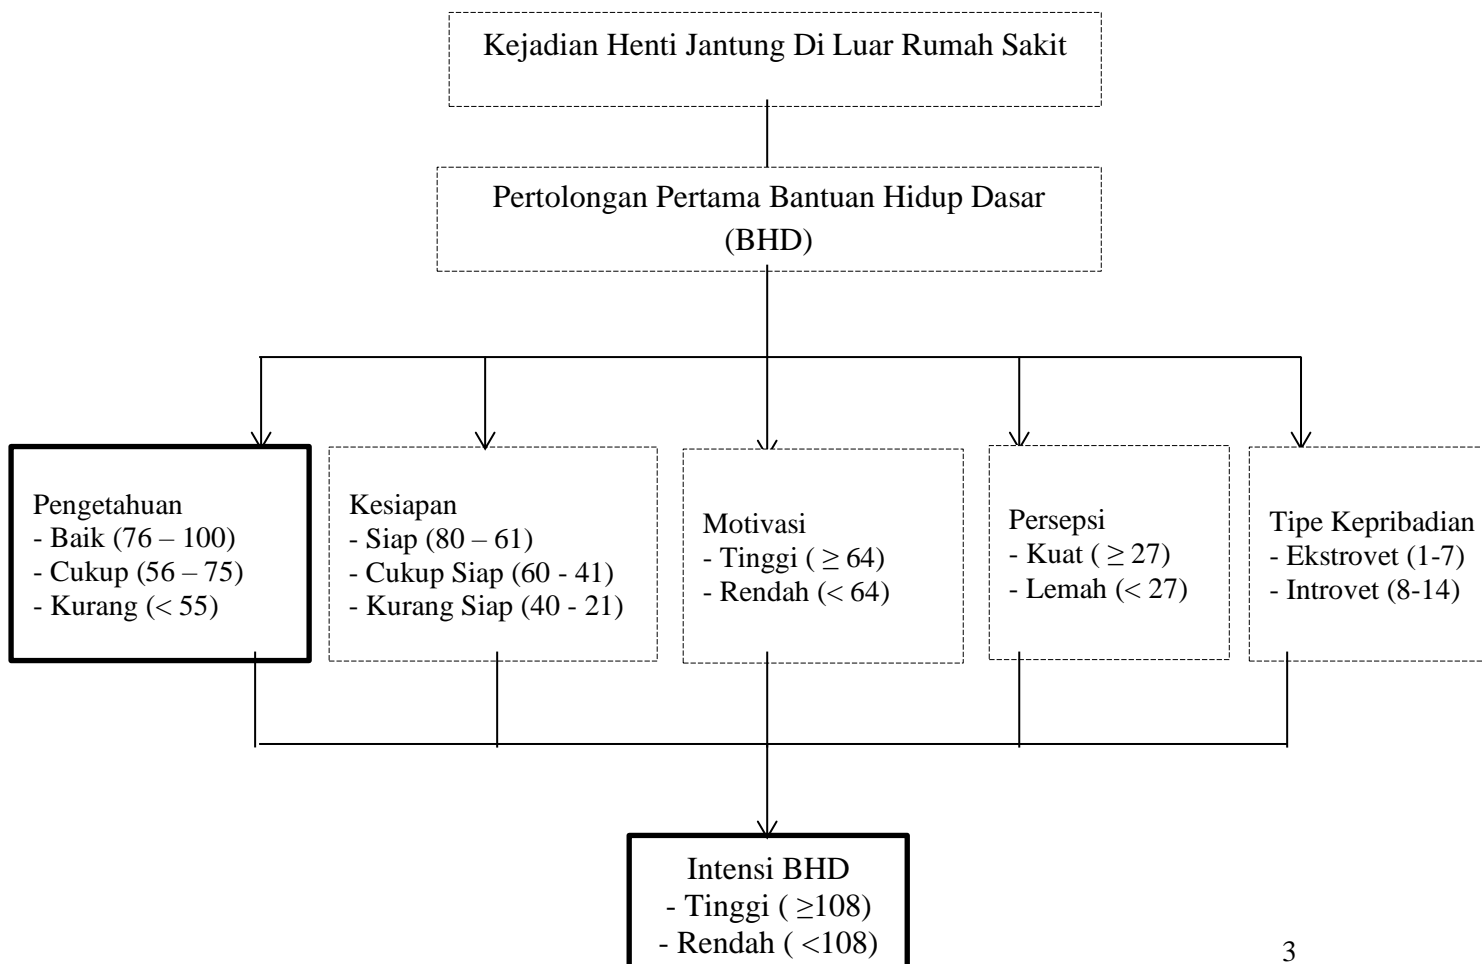 Kejadian Henti Jantung Di Luar Rumah Sakit
Pertolongan Pertama Bantuan Hidup Dasar
(BHD)
Pengetahuan
- Baik (76 – 100)
- Cukup (56 – 75)
- Kurang (< 55)
Kesiapan
- Siap (80 – 61)
- Cukup Siap (60 - 41)
- Kurang Siap (40 - 21)
Motivasi
- Tinggi ( ≥ 64)
- Rendah (< 64)
Persepsi
- Kuat ( ≥ 27)
- Lemah (< 27)
Tipe Kepribadian
- Ekstrovet (1-7)
- Introvet (8-14)
Intensi BHD
- Tinggi ( ≥108)
- Rendah ( <108)
3